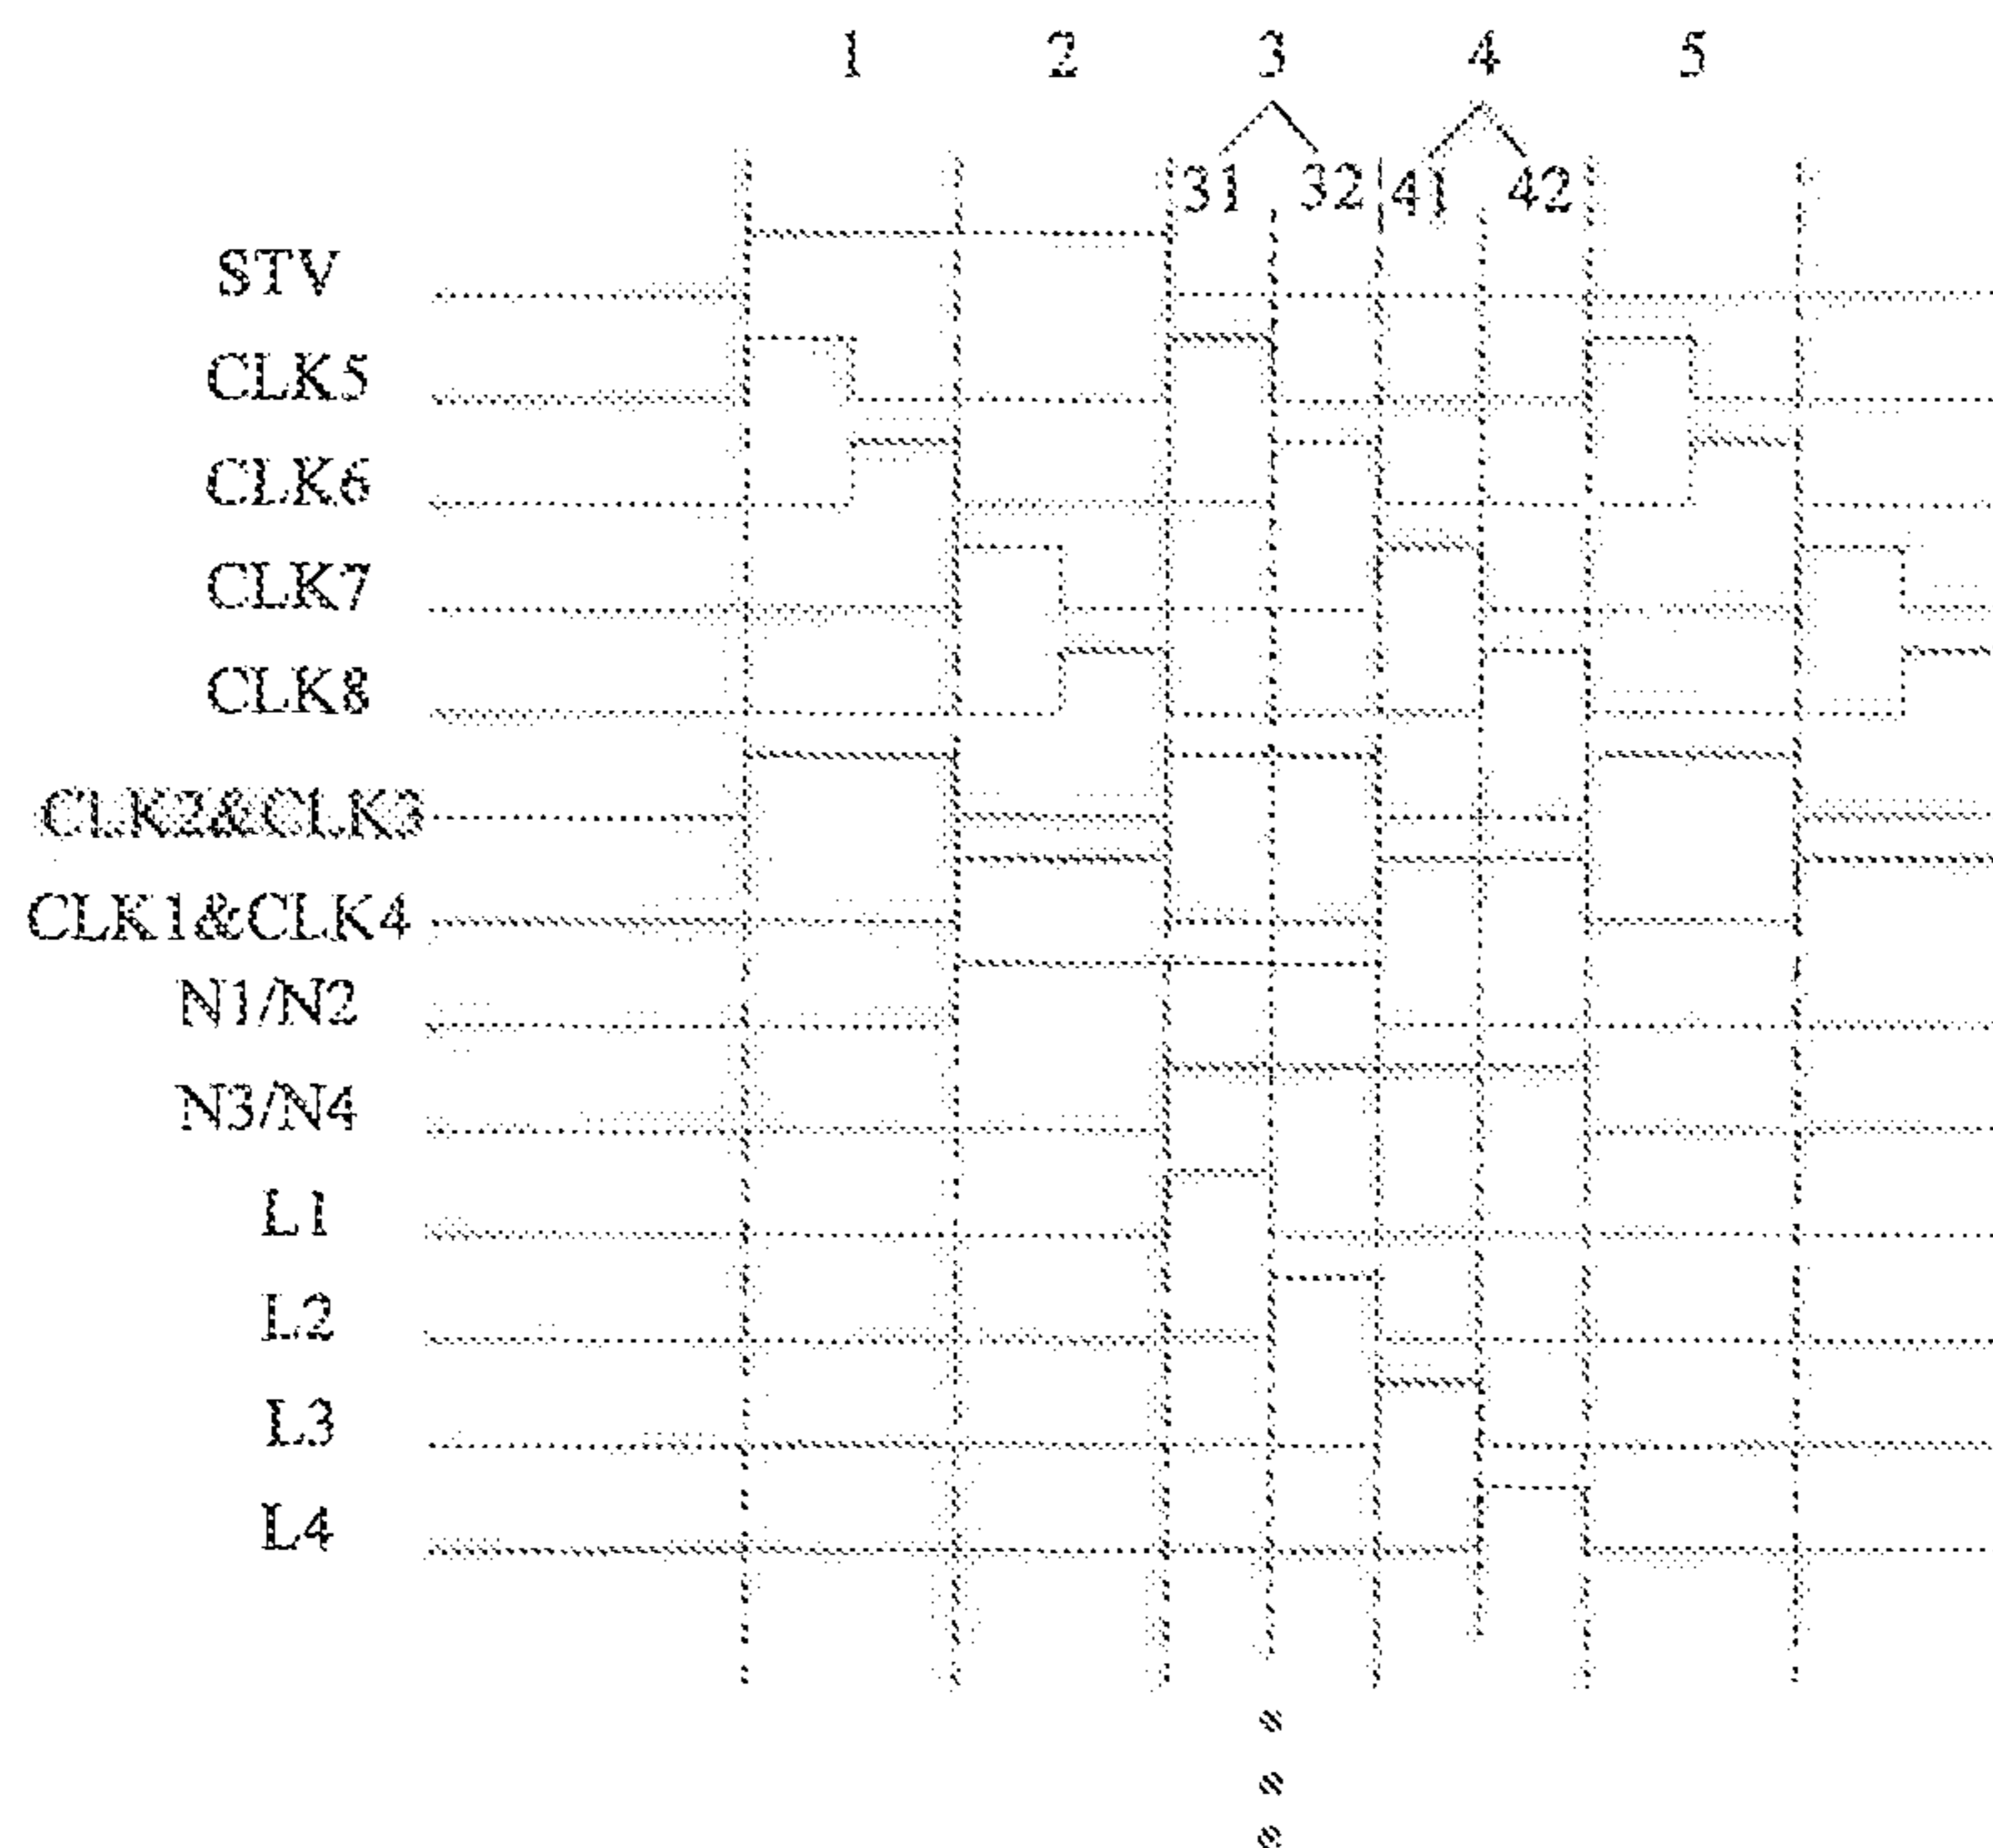 1 2 3 4 5
31 32 41 42
STV
CLK5
CLK6
CLK7
CLK8
CLK2&CLK3
CLK1&CLK4
N1/N2
N3/N4
L1
L2
L3
L4